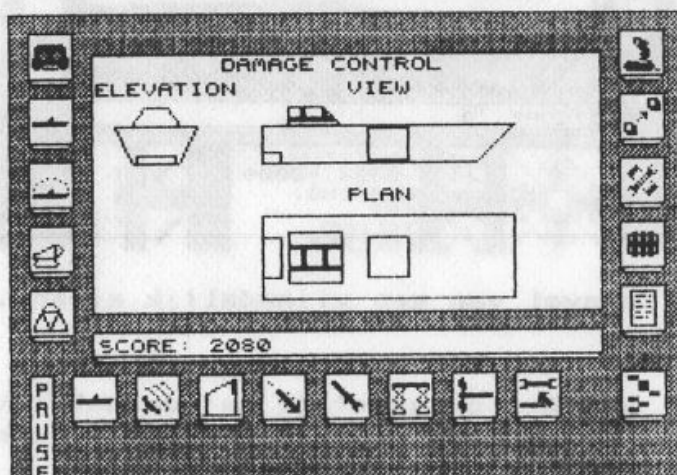 DAMAGE CONTROL
ELEVATION VIEW
PLAN
SCORE: 2080
PAUSE